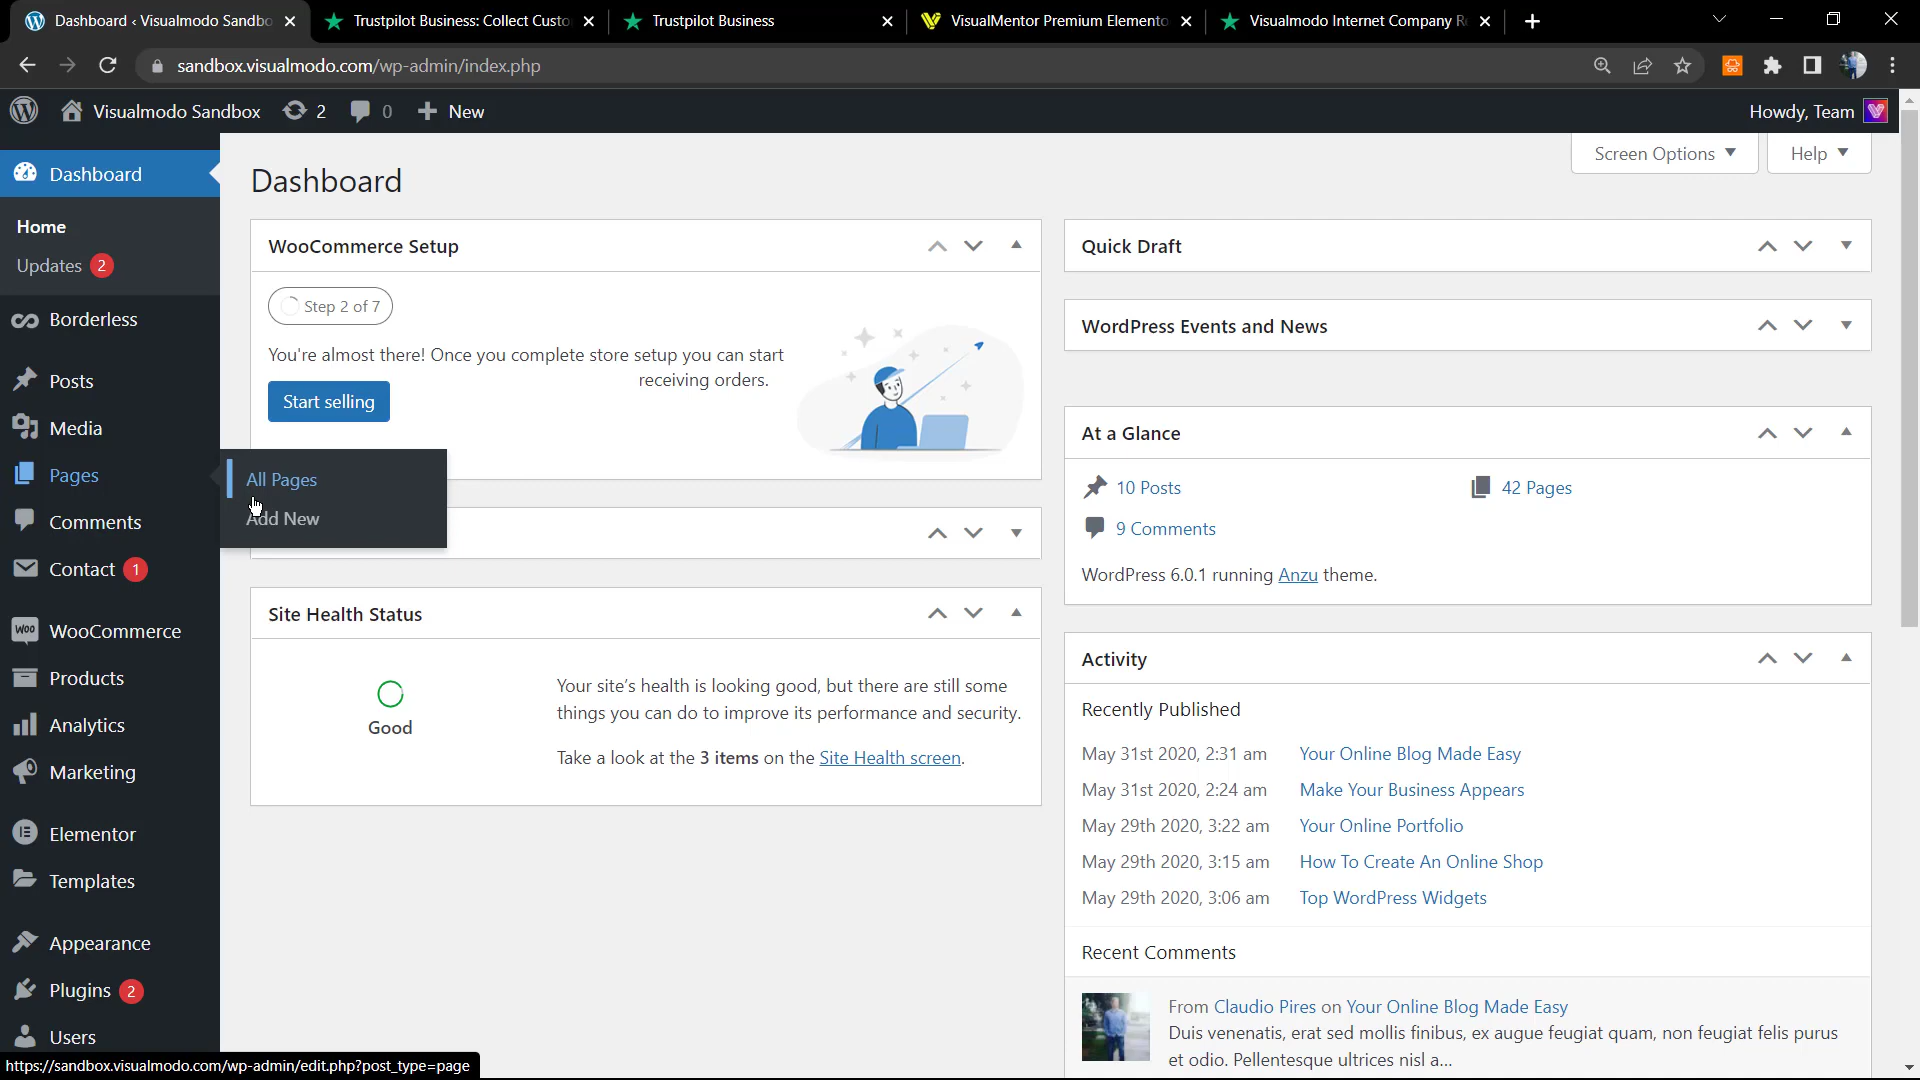 Dashboard ‹ Visualmodo Sandbo
Trustpilot Business: Collect Custo
Trustpilot Business
VisualMentor Premium Elemento
Visualmodo Internet Company R
sandbox.visualmodo.com/wp-admin/index.php
Visualmodo Sandbox
2
0
New
Howdy, Team
Dashboard
Home
Updates 2
Borderless
Posts
Media
Pages
Comments
Contact 1
WooCommerce
Products
Analytics
Marketing
Elementor
Templates
Appearance
Plugins 2
Users
All Pages
Add New
Screen Options
Help
Dashboard
WooCommerce Setup
Step 2 of 7
You're almost there! Once you complete store setup you can start
receiving orders.
Start selling
Site Health Status
Good
Your site's health is looking good, but there are still some
things you can do to improve its performance and security.
Take a look at the 3 items on the Site Health screen.
Quick Draft
WordPress Events and News
At a Glance
10 Posts
42 Pages
9 Comments
WordPress 6.0.1 running Anzu theme.
Activity
Recently Published
May 31st 2020, 2:31 am Your Online Blog Made Easy
May 31st 2020, 2:24 am Make Your Business Appears
May 29th 2020, 3:22 am Your Online Portfolio
May 29th 2020, 3:15 am How To Create An Online Shop
May 29th 2020, 3:06 am Top WordPress Widgets
Recent Comments
From Claudio Pires on Your Online Blog Made Easy
Duis venenatis, erat sed mollis finibus, ex augue feugiat quam, non feugiat felis purus
et odio. Pellentesque ultrices nisl a...
https://sandbox.visualmodo.com/wp-admin/edit.php?post_type=page